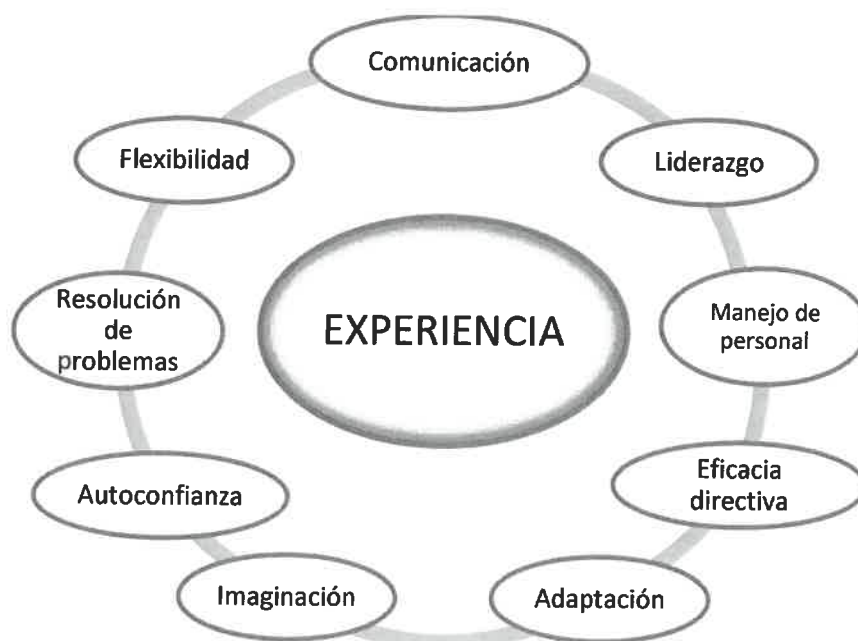 Comunicación
Flexibilidad
Liderazgo
Resolución
de
problemas
EXPERIENCIA
Manejo de
personal
Autoconfianza
Eficacia
directiva
Imaginación
Adaptación